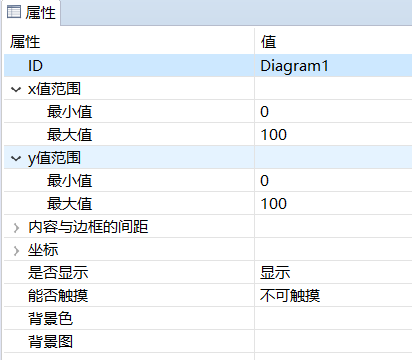 属性
属性 值
ID Diagram1
x值范围
最小值 0
最大值 100
y值范围
最小值 0
最大值 100
内容与边框的间距
坐标
是否显示 显示
能否触摸 不可触摸
背景色
背景图